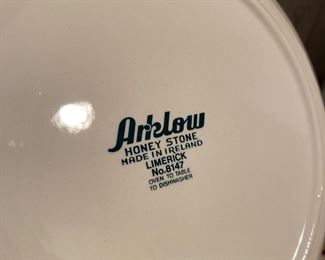 Arklow
HONEY STONE
MADE IN IRELAND
LIMERICK
No.8147
OVEN TO TABLE
TO DISHWASHER